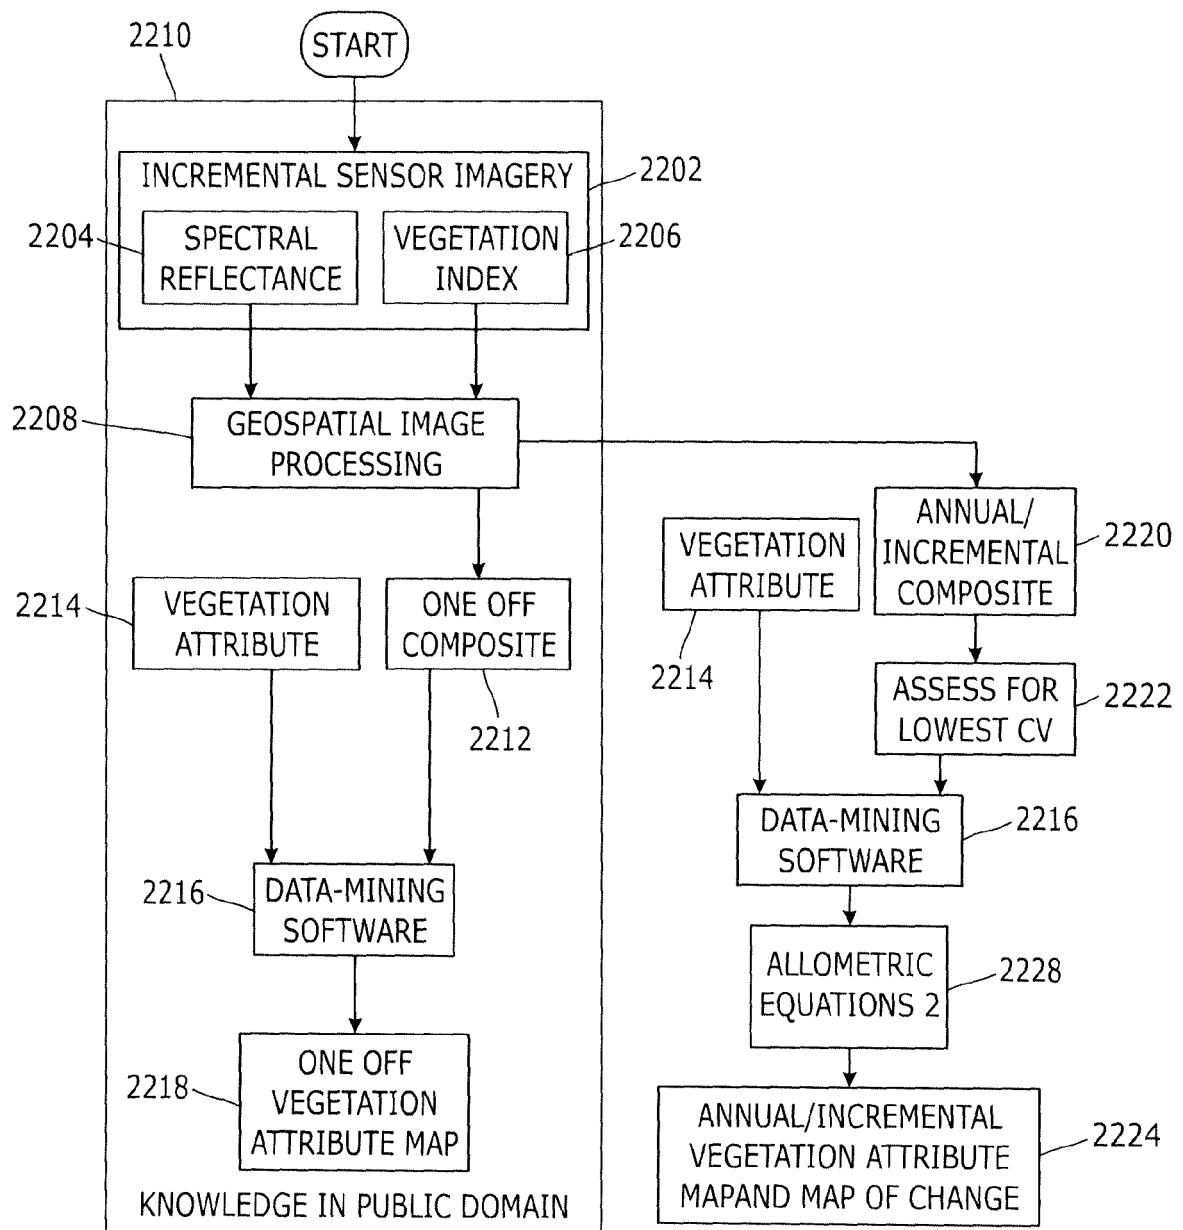 2210
START
INCREMENTAL SENSOR IMAGERY
2202
2204
SPECTRAL
REFLECTANCE
VEGETATION
INDEX
2206
2208
GEOSPATIAL IMAGE
PROCESSING
2214
VEGETATION
ATTRIBUTE
ONE OFF
COMPOSITE
2212
2216
DATA-MINING
SOFTWARE
2218
ONE OFF
VEGETATION
ATTRIBUTE MAP
KNOWLEDGE IN PUBLIC DOMAIN
VEGETATION
ATTRIBUTE
2214
ANNUAL/
INCREMENTAL
COMPOSITE
2220
ASSESS FOR
LOWEST CV
2222
DATA-MINING
SOFTWARE
2216
ALLOMETRIC
EQUATIONS 2
2228
ANNUAL/INCREMENTAL
VEGETATION ATTRIBUTE
MAPAND MAP OF CHANGE
2224